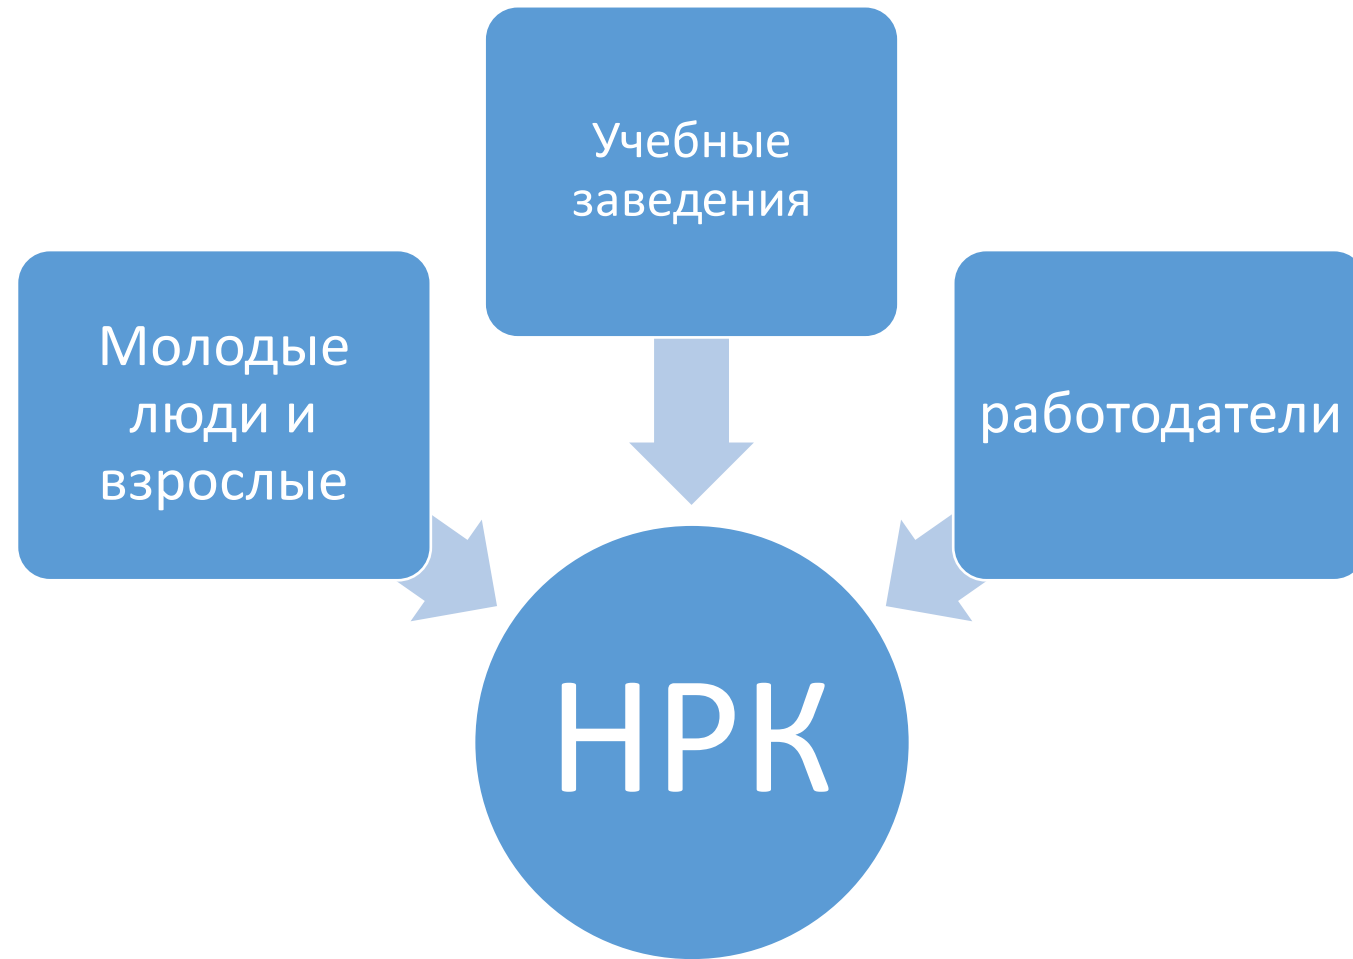 Учебные
заведения
Молодые
люди и
взрослые
работодатели
НРК